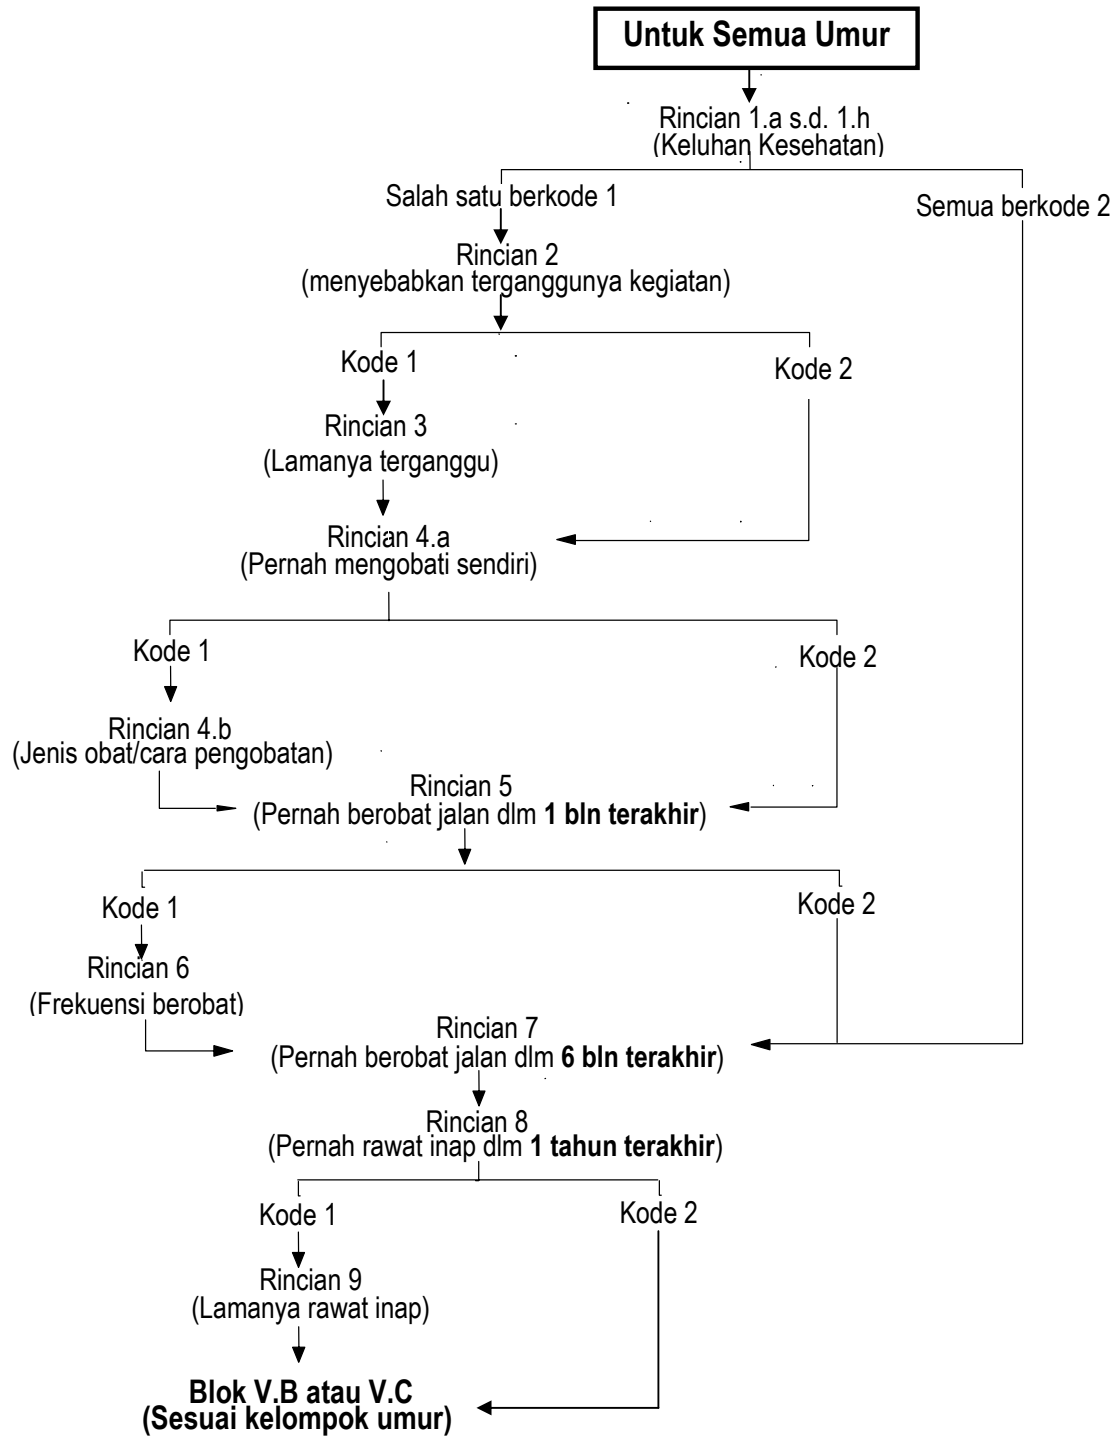 Untuk Semua Umur
Rincian 1.a s.d. 1.h
(Keluhan Kesehatan)
Salah satu berkode 1
Semua berkode 2
Rincian 2
(menyebabkan terganggunya kegiatan)
Kode 1
Kode 2
Rincian 3
(Lamanya terganggu)
Rincian 4.a
(Pernah mengobati sendiri)
Kode 1
Kode 2
Rincian 4.b
(Jenis obat/cara pengobatan)
Rincian 5
(Pernah berobat jalan dlm 1 bln terakhir)
Kode 1
Kode 2
Rincian 6
(Frekuensi berobat)
Rincian 7
(Pernah berobat jalan dlm 6 bln terakhir)
Rincian 8
(Pernah rawat inap dlm 1 tahun terakhir)
Kode 1
Kode 2
Rincian 9
(Lamanya rawat inap)
Blok V.B atau V.C
(Sesuai kelompok umur)